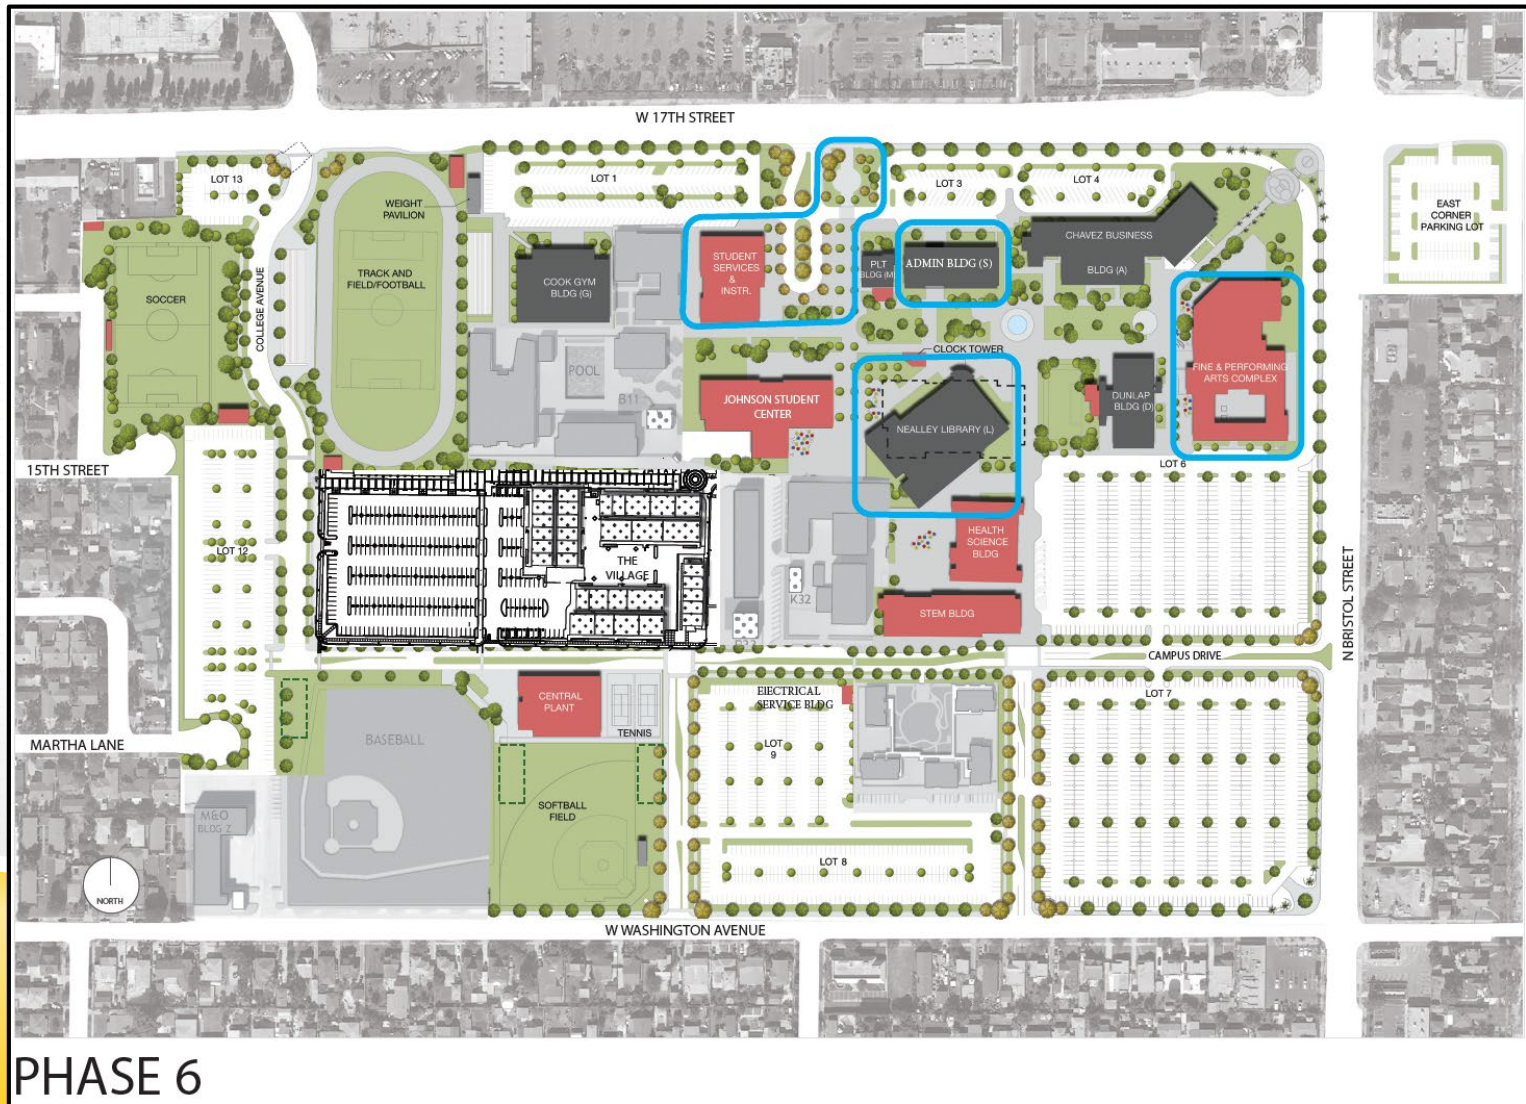 W 17TH STREET
LOT 13
LOT 1
LOT 3
LOT 4
WEIGHT
PAVILION
EAST
CORNER
PARKING LOT
CHAVEZ BUSINESS
BLDG (A)
STUDENT
SERVICES
&
INSTR.
PLT
BLDG (M)
ADMIN BLDG (S)
COOK GYM
BLDG (G)
TRACK AND
FIELD/FOOTBALL
SOCCER
COLLEGE AVENUE
CLOCK TOWER
POOL
FINE & PERFORMING
ARTS COMPLEX
JOHNSON STUDENT
CENTER
B11
DUNLAP
BLDG (D)
NEALLEY LIBRARY (L)
15TH STREET
LOT 6
LOT 12
HEALTH
SCIENCE
BLDG
THE
VILLAGE
K32
STEM BLDG
N BRISTOL STREET
CAMPUS DRIVE
CENTRAL
PLANT
ElECTRICAL
SERVICE BLDG
LOT 7
TENNIS
MARTHA LANE
BASEBALL
LOT
9
SOFTBALL
FIELD
M&O
BLDG Z
LOT 8
NORTH
W WASHINGTON AVENUE
PHASE 6